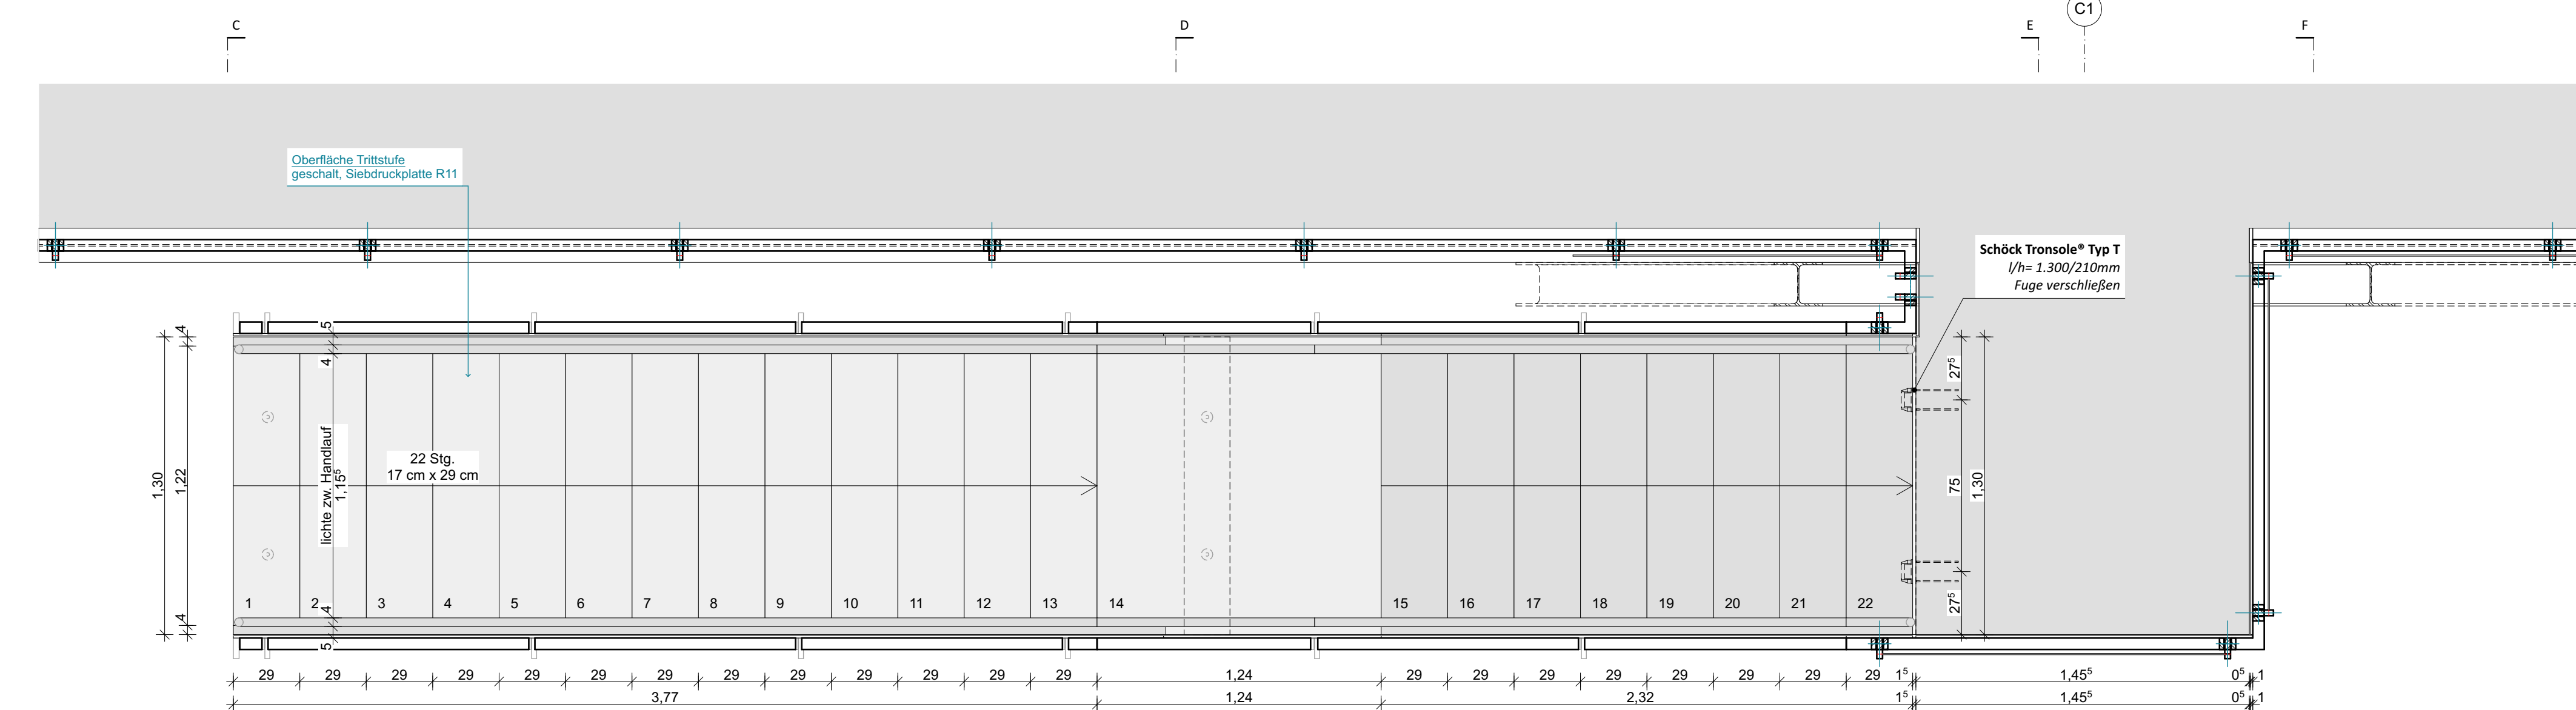 C
D
E
C1
F
Oberfläche Trittstufe
geschalt, Siebdruckplatte R11
Schöck Tronsole® Typ T
l/h= 1.300/210mm
Fuge verschließen
4
5
4
27⁵
1,30
1,22
lichte zw. Handlauf
1,15⁵
22 Stg.
17 cm x 29 cm
75
1,30
1 2 3 4 5 6 7 8 9 10 11 12 13 14 15 16 17 18 19 20 21 22
4
4
5
27⁵
29 29 29 29 29 29 29 29 29 29 29 29 29 1,24 29 29 29 29 29 29 29 29 1⁵ 1,45⁵ 0⁵ 1
3,77 1,24 2,32 1⁵ 1,45⁵ 0⁵ 1